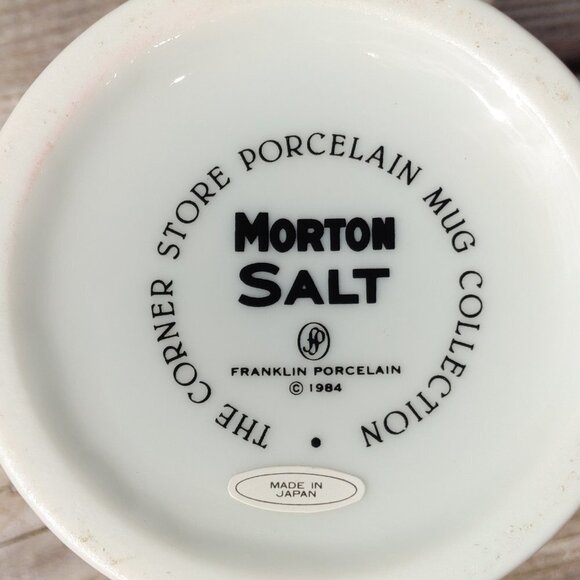 THE CORNER STORE PORCELAIN MUG COLLECTION •
MORTON
SALT
FP
FRANKLIN PORCELAIN
© 1984
MADE IN
JAPAN